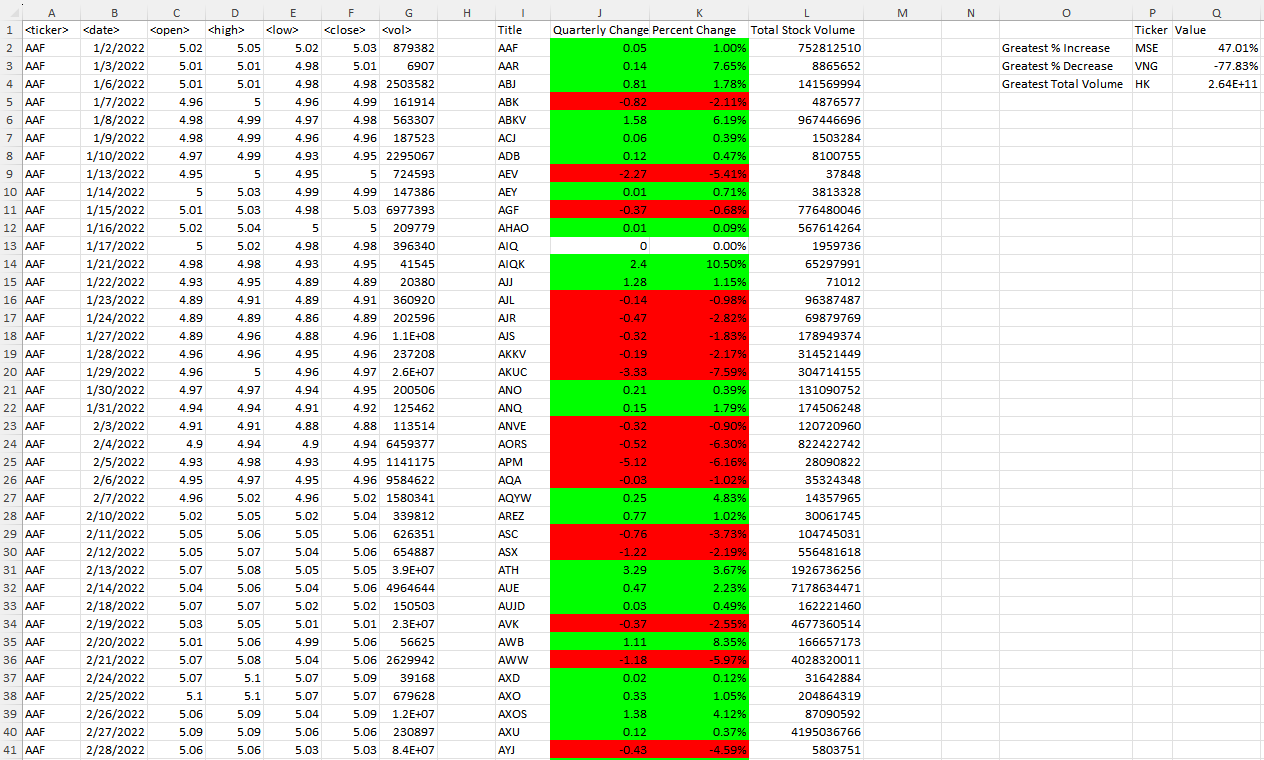 A B C D E F G H I J K L M N O P Q
1 <ticker> <date> <open> <high> <low> <close> <vol> Title Quarterly Change Percent Change Total Stock Volume Ticker Value
2 AAF 1/2/2022 5.02 5.05 5.02 5.03 879382 AAF 0.05 1.00% 752812510 Greatest % Increase MSE 47.01%
3 AAF 1/3/2022 5.01 5.01 4.98 5.01 6907 AAR 0.14 7.65% 8865652 Greatest % Decrease VNG -77.83%
4 AAF 1/6/2022 5.01 5.01 4.98 4.98 2503582 ABJ 0.81 1.78% 141569994 Greatest Total Volume HK 2.64E+11
5 AAF 1/7/2022 4.96 5 4.96 4.99 161914 ABK -0.82 -2.11% 4876577
6 AAF 1/8/2022 4.98 4.99 4.97 4.98 563307 ABKV 1.58 6.19% 967446696
7 AAF 1/9/2022 4.98 4.99 4.96 4.96 187523 ACJ 0.06 0.39% 1503284
8 AAF 1/10/2022 4.97 4.99 4.93 4.95 2295067 ADB 0.12 0.47% 8100755
9 AAF 1/13/2022 4.95 5 4.95 5 724593 AEV -2.27 -5.41% 37848
10 AAF 1/14/2022 5 5.03 4.99 4.99 147386 AEY 0.01 0.71% 3813328
11 AAF 1/15/2022 5.01 5.03 4.98 5.03 6977393 AGF -0.37 -0.68% 776480046
12 AAF 1/16/2022 5.02 5.04 5 5 209779 AHAO 0.01 0.09% 567614264
13 AAF 1/17/2022 5 5.02 4.98 4.98 396340 AIQ 0 0.00% 1959736
14 AAF 1/21/2022 4.98 4.98 4.93 4.95 41545 AIQK 2.4 10.50% 65297991
15 AAF 1/22/2022 4.93 4.95 4.89 4.89 20380 AJJ 1.28 1.15% 71012
16 AAF 1/23/2022 4.89 4.91 4.89 4.91 360920 AJL -0.14 -0.98% 96387487
17 AAF 1/24/2022 4.89 4.89 4.86 4.89 202596 AJR -0.47 -2.82% 69879769
18 AAF 1/27/2022 4.89 4.96 4.88 4.96 1.1E+08 AJS -0.32 -1.83% 178949374
19 AAF 1/28/2022 4.96 4.96 4.95 4.96 237208 AKKV -0.19 -2.17% 314521449
20 AAF 1/29/2022 4.96 5 4.96 4.97 2.6E+07 AKUC -3.33 -7.59% 304714155
21 AAF 1/30/2022 4.97 4.97 4.94 4.95 200506 ANO 0.21 0.39% 131090752
22 AAF 1/31/2022 4.94 4.94 4.91 4.92 125462 ANQ 0.15 1.79% 174506248
23 AAF 2/3/2022 4.91 4.91 4.88 4.88 113514 ANVE -0.32 -0.90% 120720960
24 AAF 2/4/2022 4.9 4.94 4.9 4.94 6459377 AORS -0.52 -6.30% 822422742
25 AAF 2/5/2022 4.93 4.98 4.93 4.95 1141175 APM -5.12 -6.16% 28090822
26 AAF 2/6/2022 4.95 4.97 4.95 4.96 9584622 AQA -0.03 -1.02% 35324348
27 AAF 2/7/2022 4.96 5.02 4.96 5.02 1580341 AQYW 0.25 4.83% 14357965
28 AAF 2/10/2022 5.02 5.05 5.02 5.04 339812 AREZ 0.77 1.02% 30061745
29 AAF 2/11/2022 5.05 5.06 5.05 5.06 626351 ASC -0.76 -3.73% 104745031
30 AAF 2/12/2022 5.05 5.07 5.04 5.06 654887 ASX -1.22 -2.19% 556481618
31 AAF 2/13/2022 5.07 5.08 5.05 5.05 3.9E+07 ATH 3.29 3.67% 1926736256
32 AAF 2/14/2022 5.04 5.06 5.04 5.06 4964644 AUE 0.47 2.23% 7178634471
33 AAF 2/18/2022 5.07 5.07 5.02 5.02 150503 AUJD 0.03 0.49% 162221460
34 AAF 2/19/2022 5.03 5.05 5.01 5.01 2.3E+07 AVK -0.37 -2.55% 4677360514
35 AAF 2/20/2022 5.01 5.06 4.99 5.06 56625 AWB 1.11 8.35% 166657173
36 AAF 2/21/2022 5.07 5.08 5.04 5.06 2629942 AWW -1.18 -5.97% 4028320011
37 AAF 2/24/2022 5.07 5.1 5.07 5.09 39168 AXD 0.02 0.12% 31642884
38 AAF 2/25/2022 5.1 5.1 5.07 5.07 679628 AXO 0.33 1.05% 204864319
39 AAF 2/26/2022 5.06 5.09 5.04 5.09 1.2E+07 AXOS 1.38 4.12% 87090592
40 AAF 2/27/2022 5.09 5.09 5.06 5.06 230897 AXU 0.12 0.37% 4195036766
41 AAF 2/28/2022 5.06 5.06 5.03 5.03 8.4E+07 AYJ -0.43 -4.59% 5803751